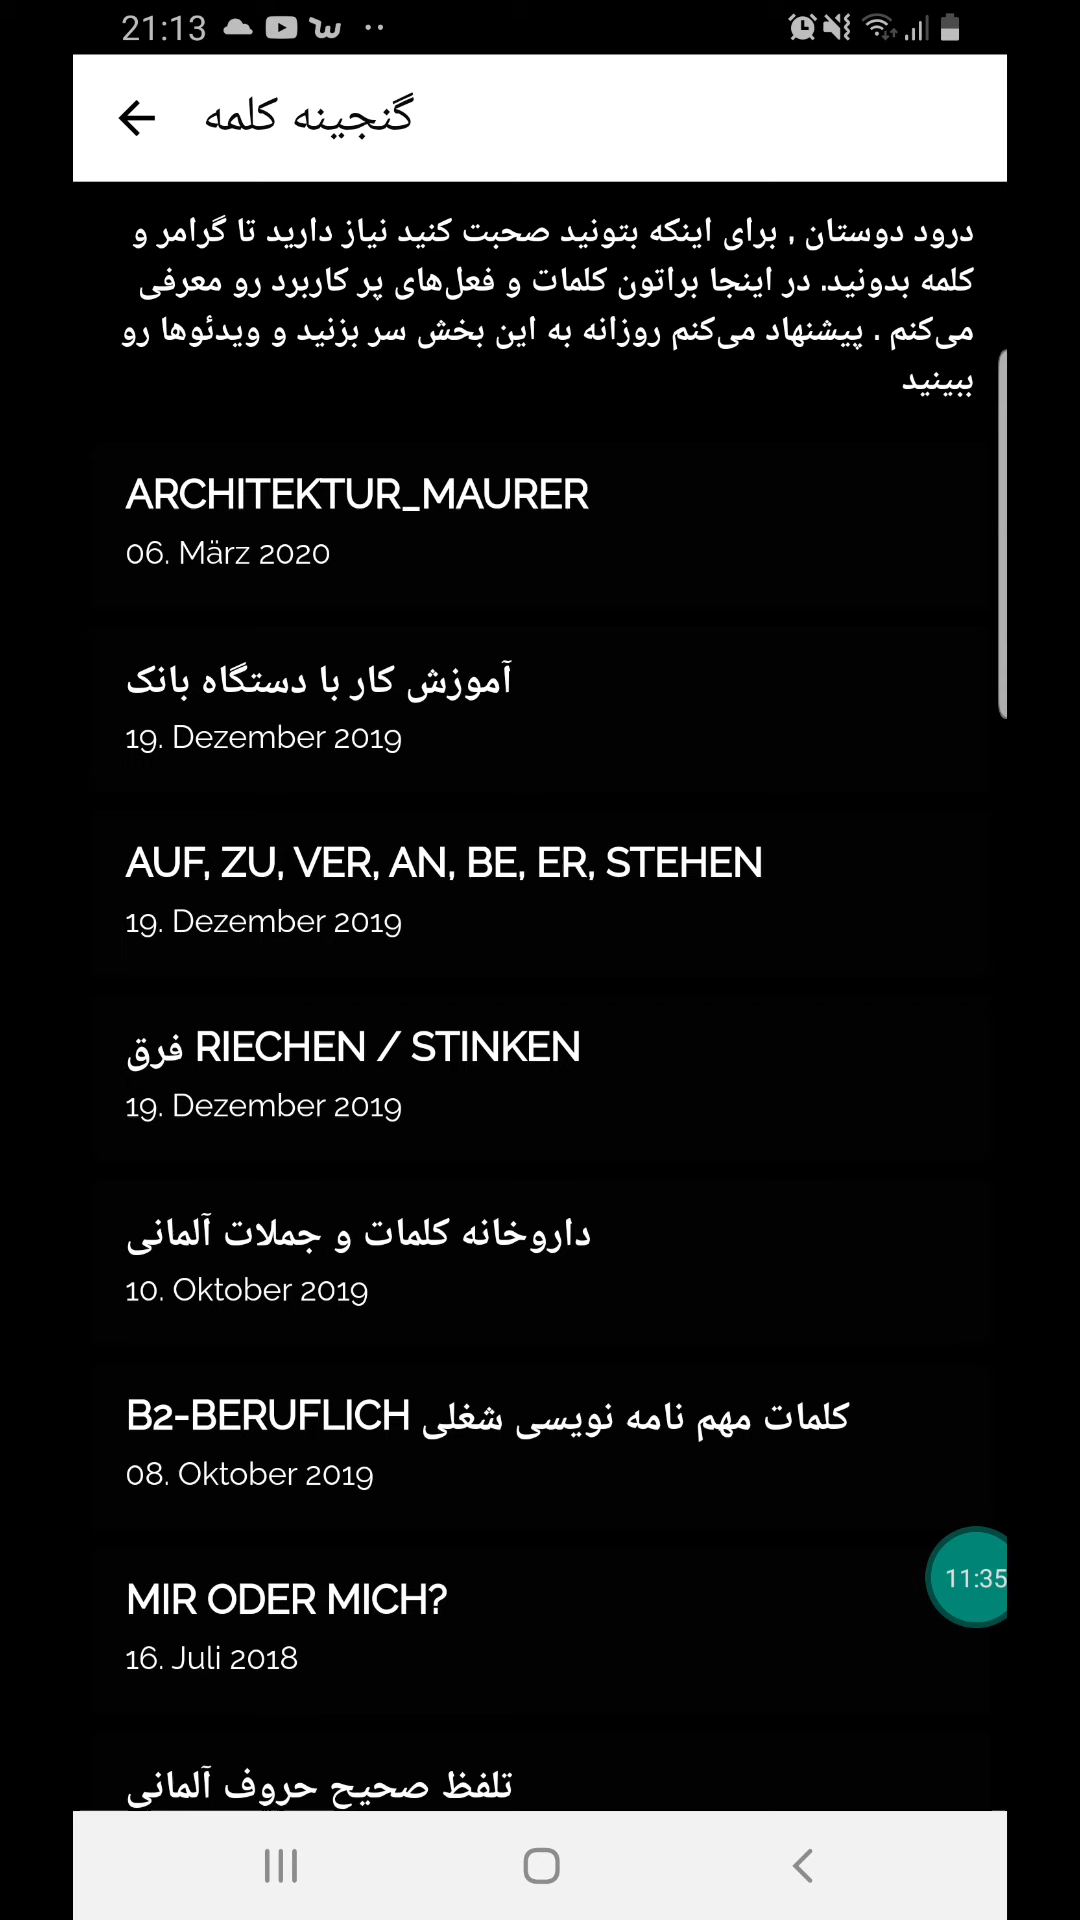 21:13
گنجینه کلمه
درود دوستان , برای اینکه بتونید صحبت کنید نیاز دارید تا گرامر و
کلمه بدونید. در اینجا براتون کلمات و فعل‌های پر کاربرد رو معرفی
می‌کنم . پیشنهاد می‌کنم روزانه به این بخش سر بزنید و ویدئوها رو
ببینید
ARCHITEKTUR_MAURER
06. März 2020
آموزش کار با دستگاه بانک
19. Dezember 2019
AUF, ZU, VER, AN, BE, ER, STEHEN
19. Dezember 2019
فرق RIECHEN / STINKEN
19. Dezember 2019
داروخانه کلمات و جملات آلمانی
10. Oktober 2019
B2-BERUFLICH کلمات مهم نامه نویسی شغلی
08. Oktober 2019
11:35
MIR ODER MICH?
16. Juli 2018
تلفظ صحیح حروف آلمانی